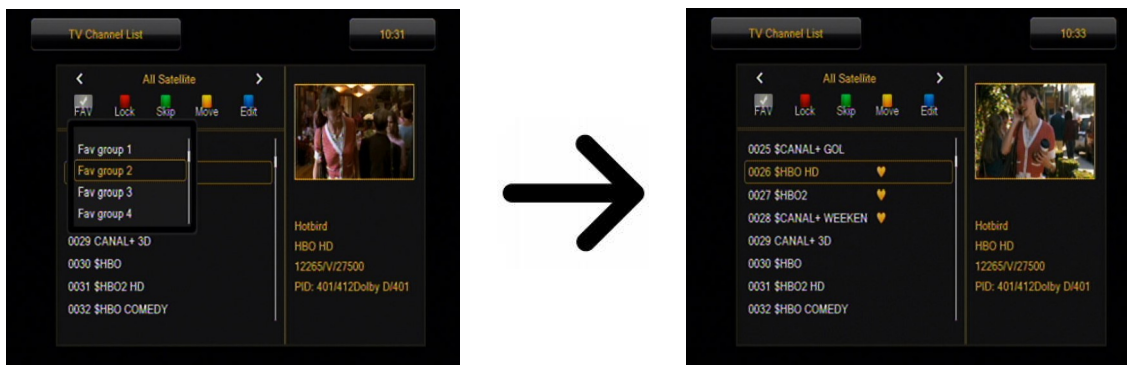 TV Channel List
10:31
All Satellite
FAV Lock Skip Move Edit
Fav group 1
Fav group 2
Fav group 3
Fav group 4
0029 CANAL+ 3D
0030 $HBO
0031 $HBO2 HD
0032 $HBO COMEDY
Hotbird
HBO HD
12265/V/27500
PID: 401/412Dolby D/401
TV Channel List
10:33
All Satellite
FAV Lock Skip Move Edit
0025 $CANAL+ GOL
0026 $HBO HD
0027 $HBO2
0028 $CANAL+ WEEKEN
0029 CANAL+ 3D
0030 $HBO
0031 $HBO2 HD
0032 $HBO COMEDY
Hotbird
HBO HD
12265/V/27500
PID: 401/412Dolby D/401